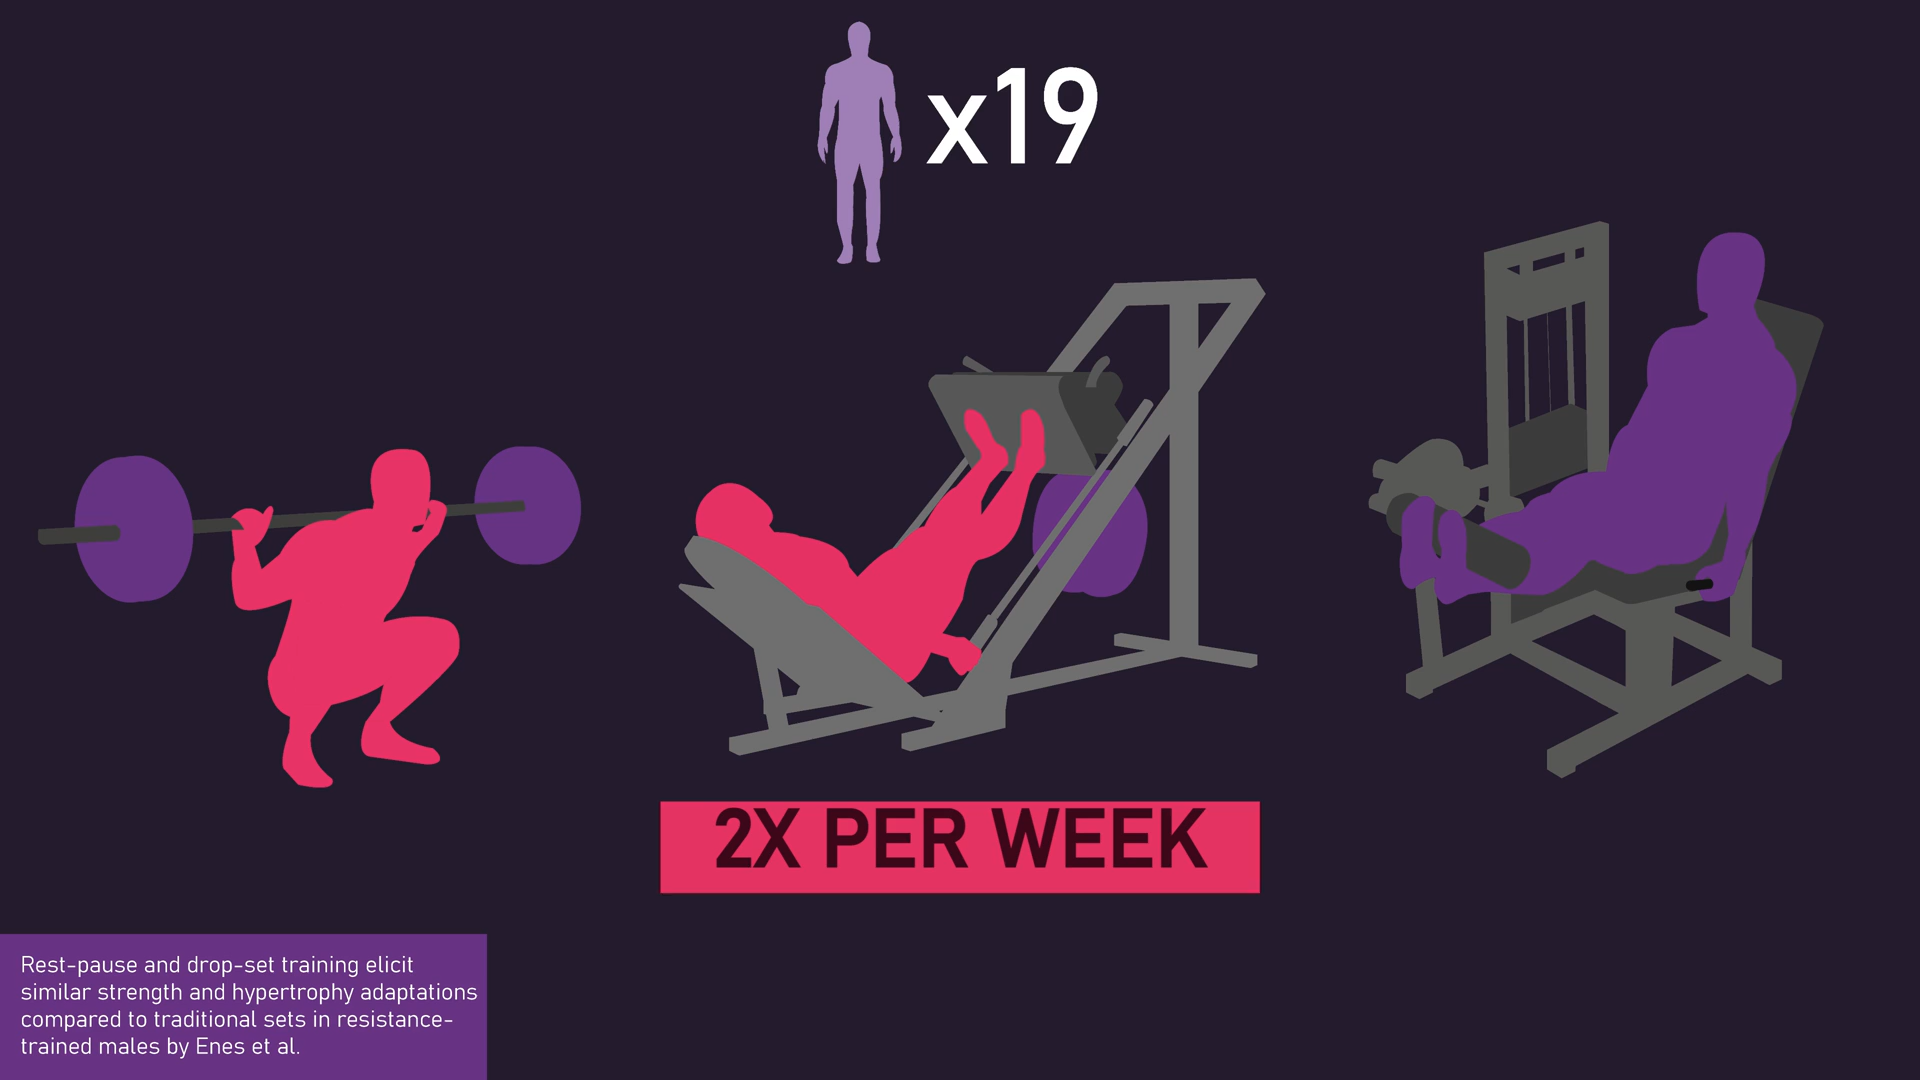 x19
2X PER WEEK
Rest-pause and drop-set training elicit
similar strength and hypertrophy adaptations
compared to traditional sets in resistance-
trained males by Enes et al.